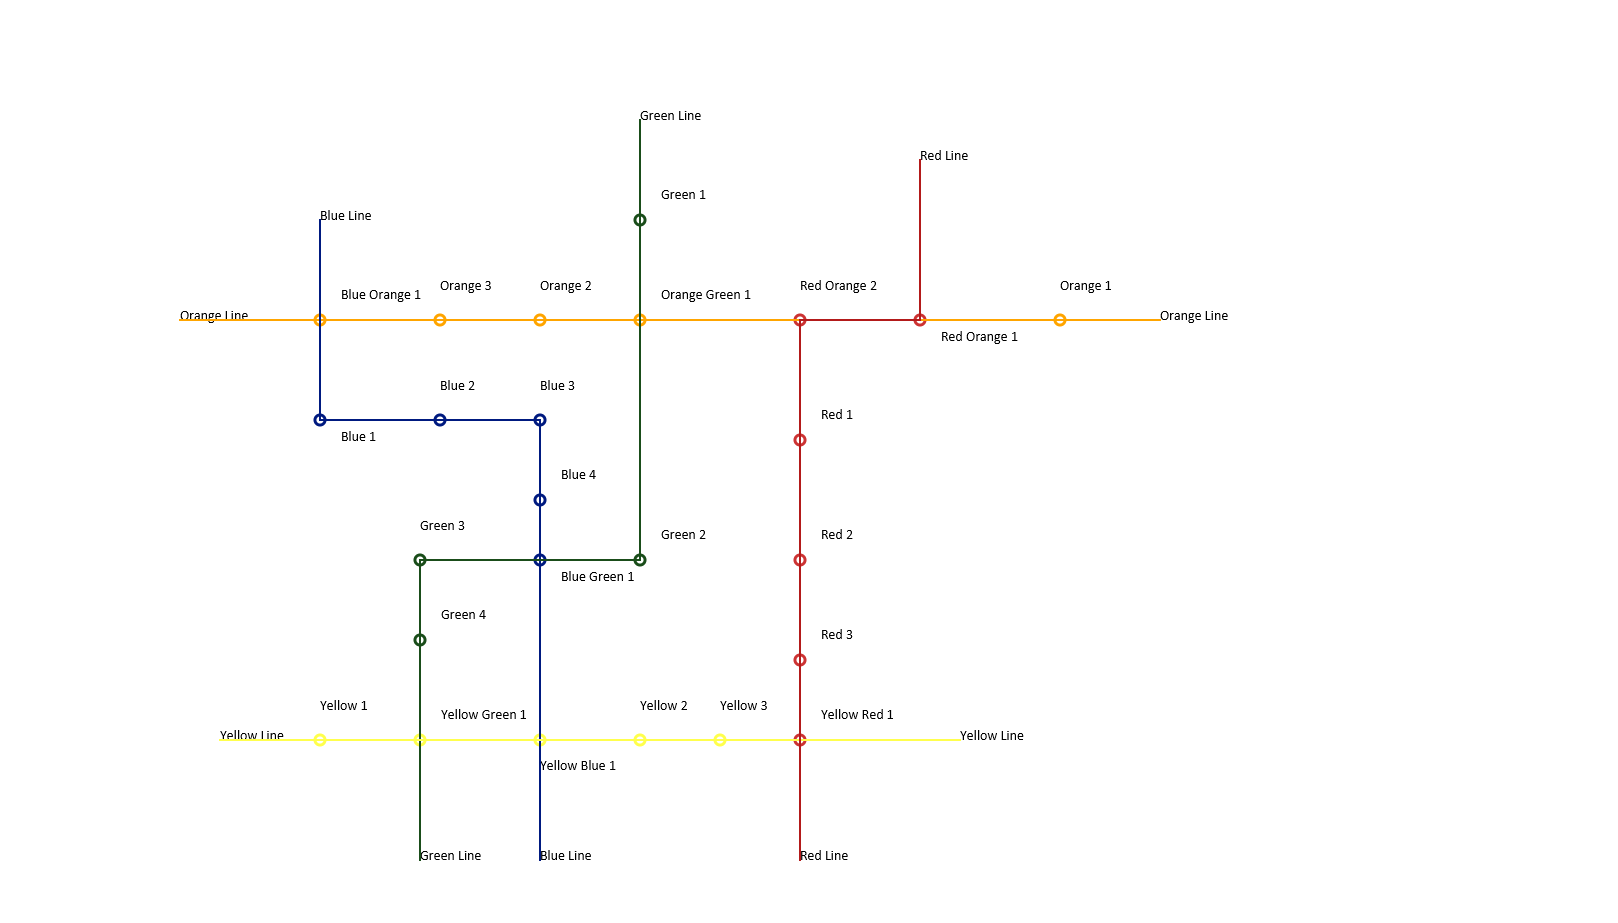 Green Line
Red Line
Green 1
Blue Line
Orange 3
Orange 2
Red Orange 2
Orange 1
Blue Orange 1
Orange Green 1
Orange Line
Orange Line
Red Orange 1
Blue 2
Blue 3
Red 1
Blue 1
Blue 4
Green 3
Green 2
Red 2
Blue Green 1
Green 4
Red 3
Yellow 1
Yellow 2
Yellow 3
Yellow Green 1
Yellow Red 1
Yellow Line
Yellow Line
Yellow Blue 1
Green Line
Blue Line
Red Line